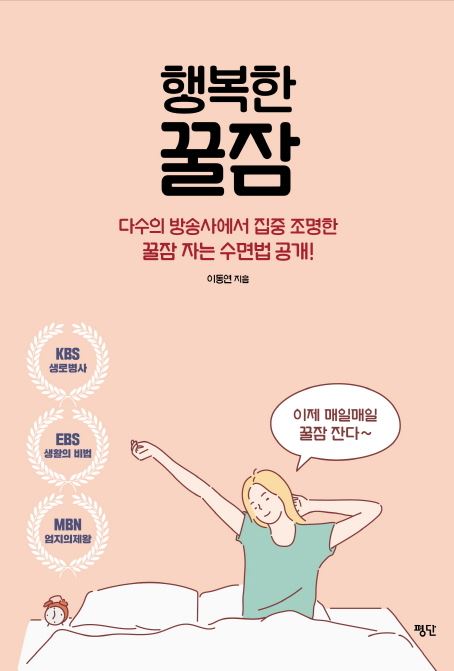 행복한
꿀잠
다수의 방송사에서 집중 조명한
꿀잠 자는 수면법 공개!
이동연 지음
KBS
생로병사
이제 매일매일
꿀잠 잔다~
EBS
생활의 비법
MBN
엄지의제왕
평단